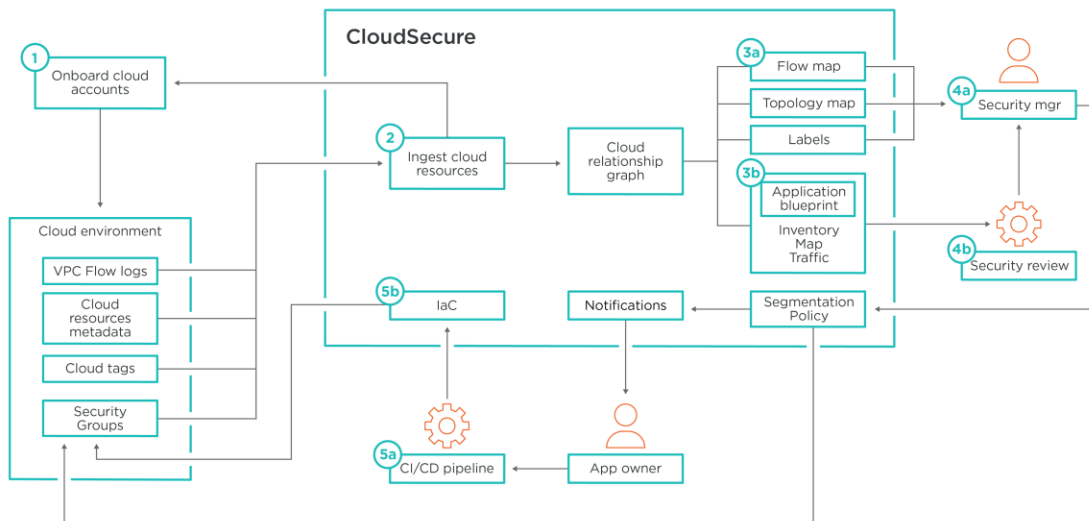 CloudSecure
1
Onboard cloud
accounts
2
Ingest cloud
resources
Cloud
relationship
graph
3a
Flow map
Topology map
Labels
3b
Application
blueprint
Inventory
Map
Traffic
4a
Security mgr
4b
Security review
Cloud environment
VPC Flow logs
Cloud
resources
metadata
Cloud tags
Security
Groups
5b
IaC
Notifications
Segmentation
Policy
5a
CI/CD pipeline
App owner